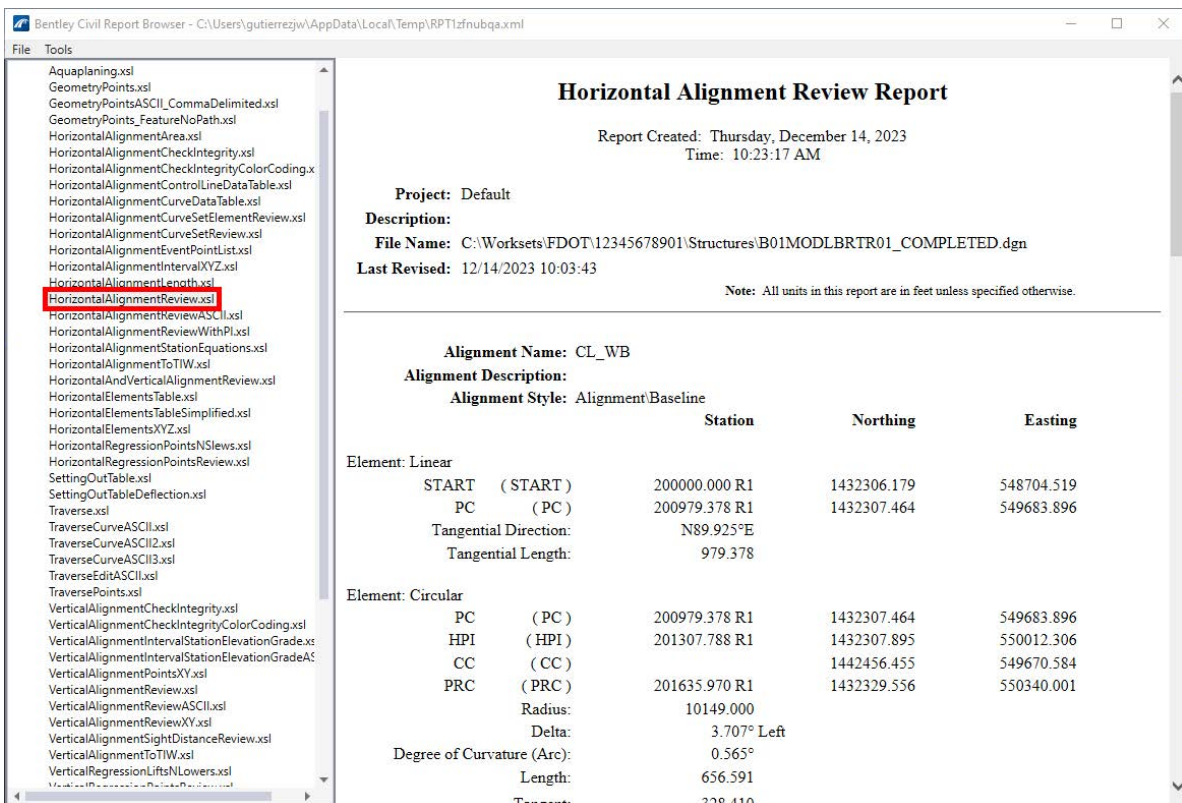 Bentley Civil Report Browser - C:\Users\gutierrezjw\AppData\Local\Temp\RPT1zfnubqa.xml
File Tools
Aquaplaning.xsl
GeometryPoints.xsl
GeometryPointsASCII_CommaDelimited.xsl
GeometryPoints_FeatureNoPath.xsl
HorizontalAlignmentArea.xsl
HorizontalAlignmentCheckIntegrity.xsl
HorizontalAlignmentCheckIntegrityColorCoding.x
HorizontalAlignmentControlLineDataTable.xsl
HorizontalAlignmentCurveDataTable.xsl
HorizontalAlignmentCurveSetElementReview.xsl
HorizontalAlignmentCurveSetReview.xsl
HorizontalAlignmentEventPointList.xsl
HorizontalAlignmentIntervalXYZ.xsl
HorizontalAlignmentLength.xsl
HorizontalAlignmentReview.xsl
HorizontalAlignmentReviewASCII.xsl
HorizontalAlignmentReviewWithPI.xsl
HorizontalAlignmentStationEquations.xsl
HorizontalAlignmentToTIW.xsl
HorizontalAndVerticalAlignmentReview.xsl
HorizontalElementsTable.xsl
HorizontalElementsTableSimplified.xsl
HorizontalElementsXYZ.xsl
HorizontalRegressionPointsNSlews.xsl
HorizontalRegressionPointsReview.xsl
SettingOutTable.xsl
SettingOutTableDeflection.xsl
Traverse.xsl
TraverseCurveASCII.xsl
TraverseCurveASCII2.xsl
TraverseCurveASCII3.xsl
TraverseEditASCII.xsl
TraversePoints.xsl
VerticalAlignmentCheckIntegrity.xsl
VerticalAlignmentCheckIntegrityColorCoding.xsl
VerticalAlignmentIntervalStationElevationGrade.xs
VerticalAlignmentIntervalStationElevationGradeAS
VerticalAlignmentPointsXY.xsl
VerticalAlignmentReview.xsl
VerticalAlignmentReviewASCII.xsl
VerticalAlignmentReviewXY.xsl
VerticalAlignmentSightDistanceReview.xsl
VerticalAlignmentToTIW.xsl
VerticalRegressionLiftsNLowers.xsl
VerticalRegressionPointsReview.xsl
Horizontal Alignment Review Report
Report Created: Thursday, December 14, 2023
Time: 10:23:17 AM
Project: Default
Description:
File Name: C:\Worksets\FDOT\12345678901\Structures\B01MODLBRTR01_COMPLETED.dgn
Last Revised: 12/14/2023 10:03:43
Note: All units in this report are in feet unless specified otherwise.
Alignment Name: CL_WB
Alignment Description:
Alignment Style: Alignment\Baseline
Station Northing Easting
Element: Linear
START ( START ) 200000.000 R1 1432306.179 548704.519
PC ( PC ) 200979.378 R1 1432307.464 549683.896
Tangential Direction: N89.925°E
Tangential Length: 979.378
Element: Circular
PC ( PC ) 200979.378 R1 1432307.464 549683.896
HPI ( HPI ) 201307.788 R1 1432307.895 550012.306
CC ( CC ) 1442456.455 549670.584
PRC ( PRC ) 201635.970 R1 1432329.556 550340.001
Radius: 10149.000
Delta: 3.707° Left
Degree of Curvature (Arc): 0.565°
Length: 656.591
Tangent: 328.410